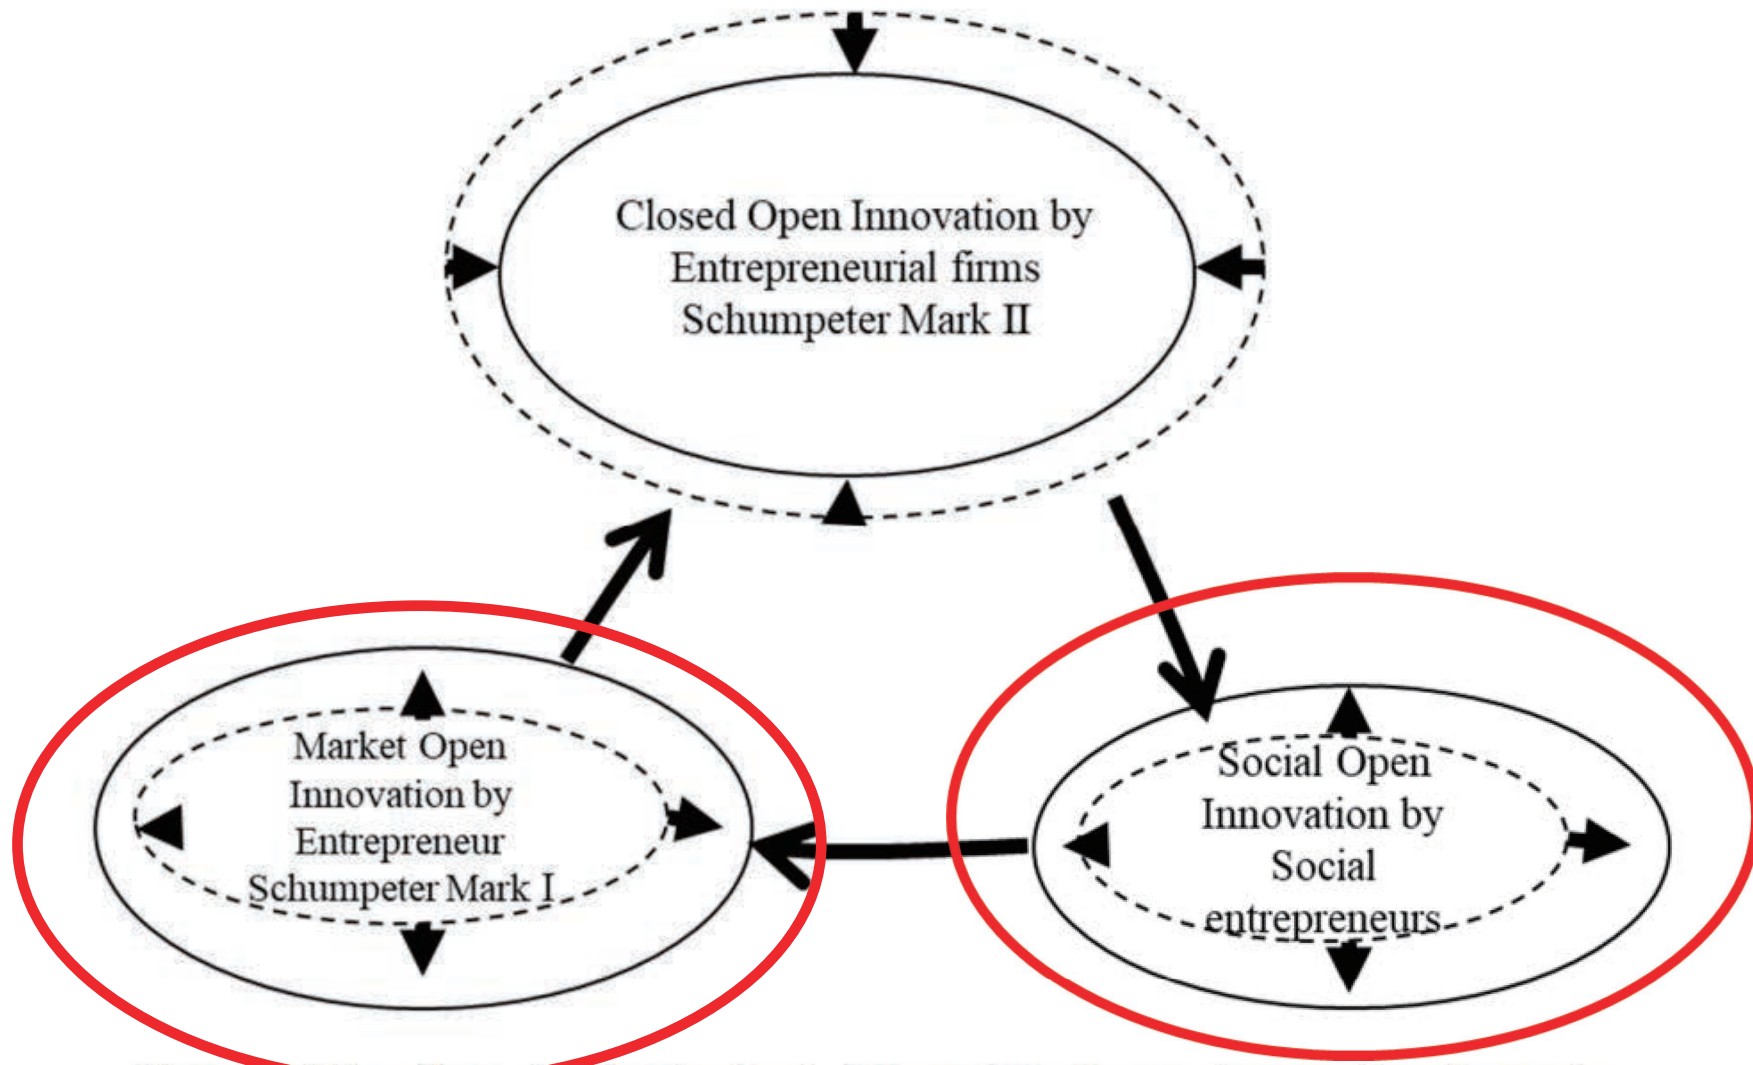 Closed Open Innovation by
Entrepreneurial firms
Schumpeter Mark II
Market Open
Innovation by
Entrepreneur
Schumpeter Mark I
Social Open
Innovation by
Social
entrepreneurs